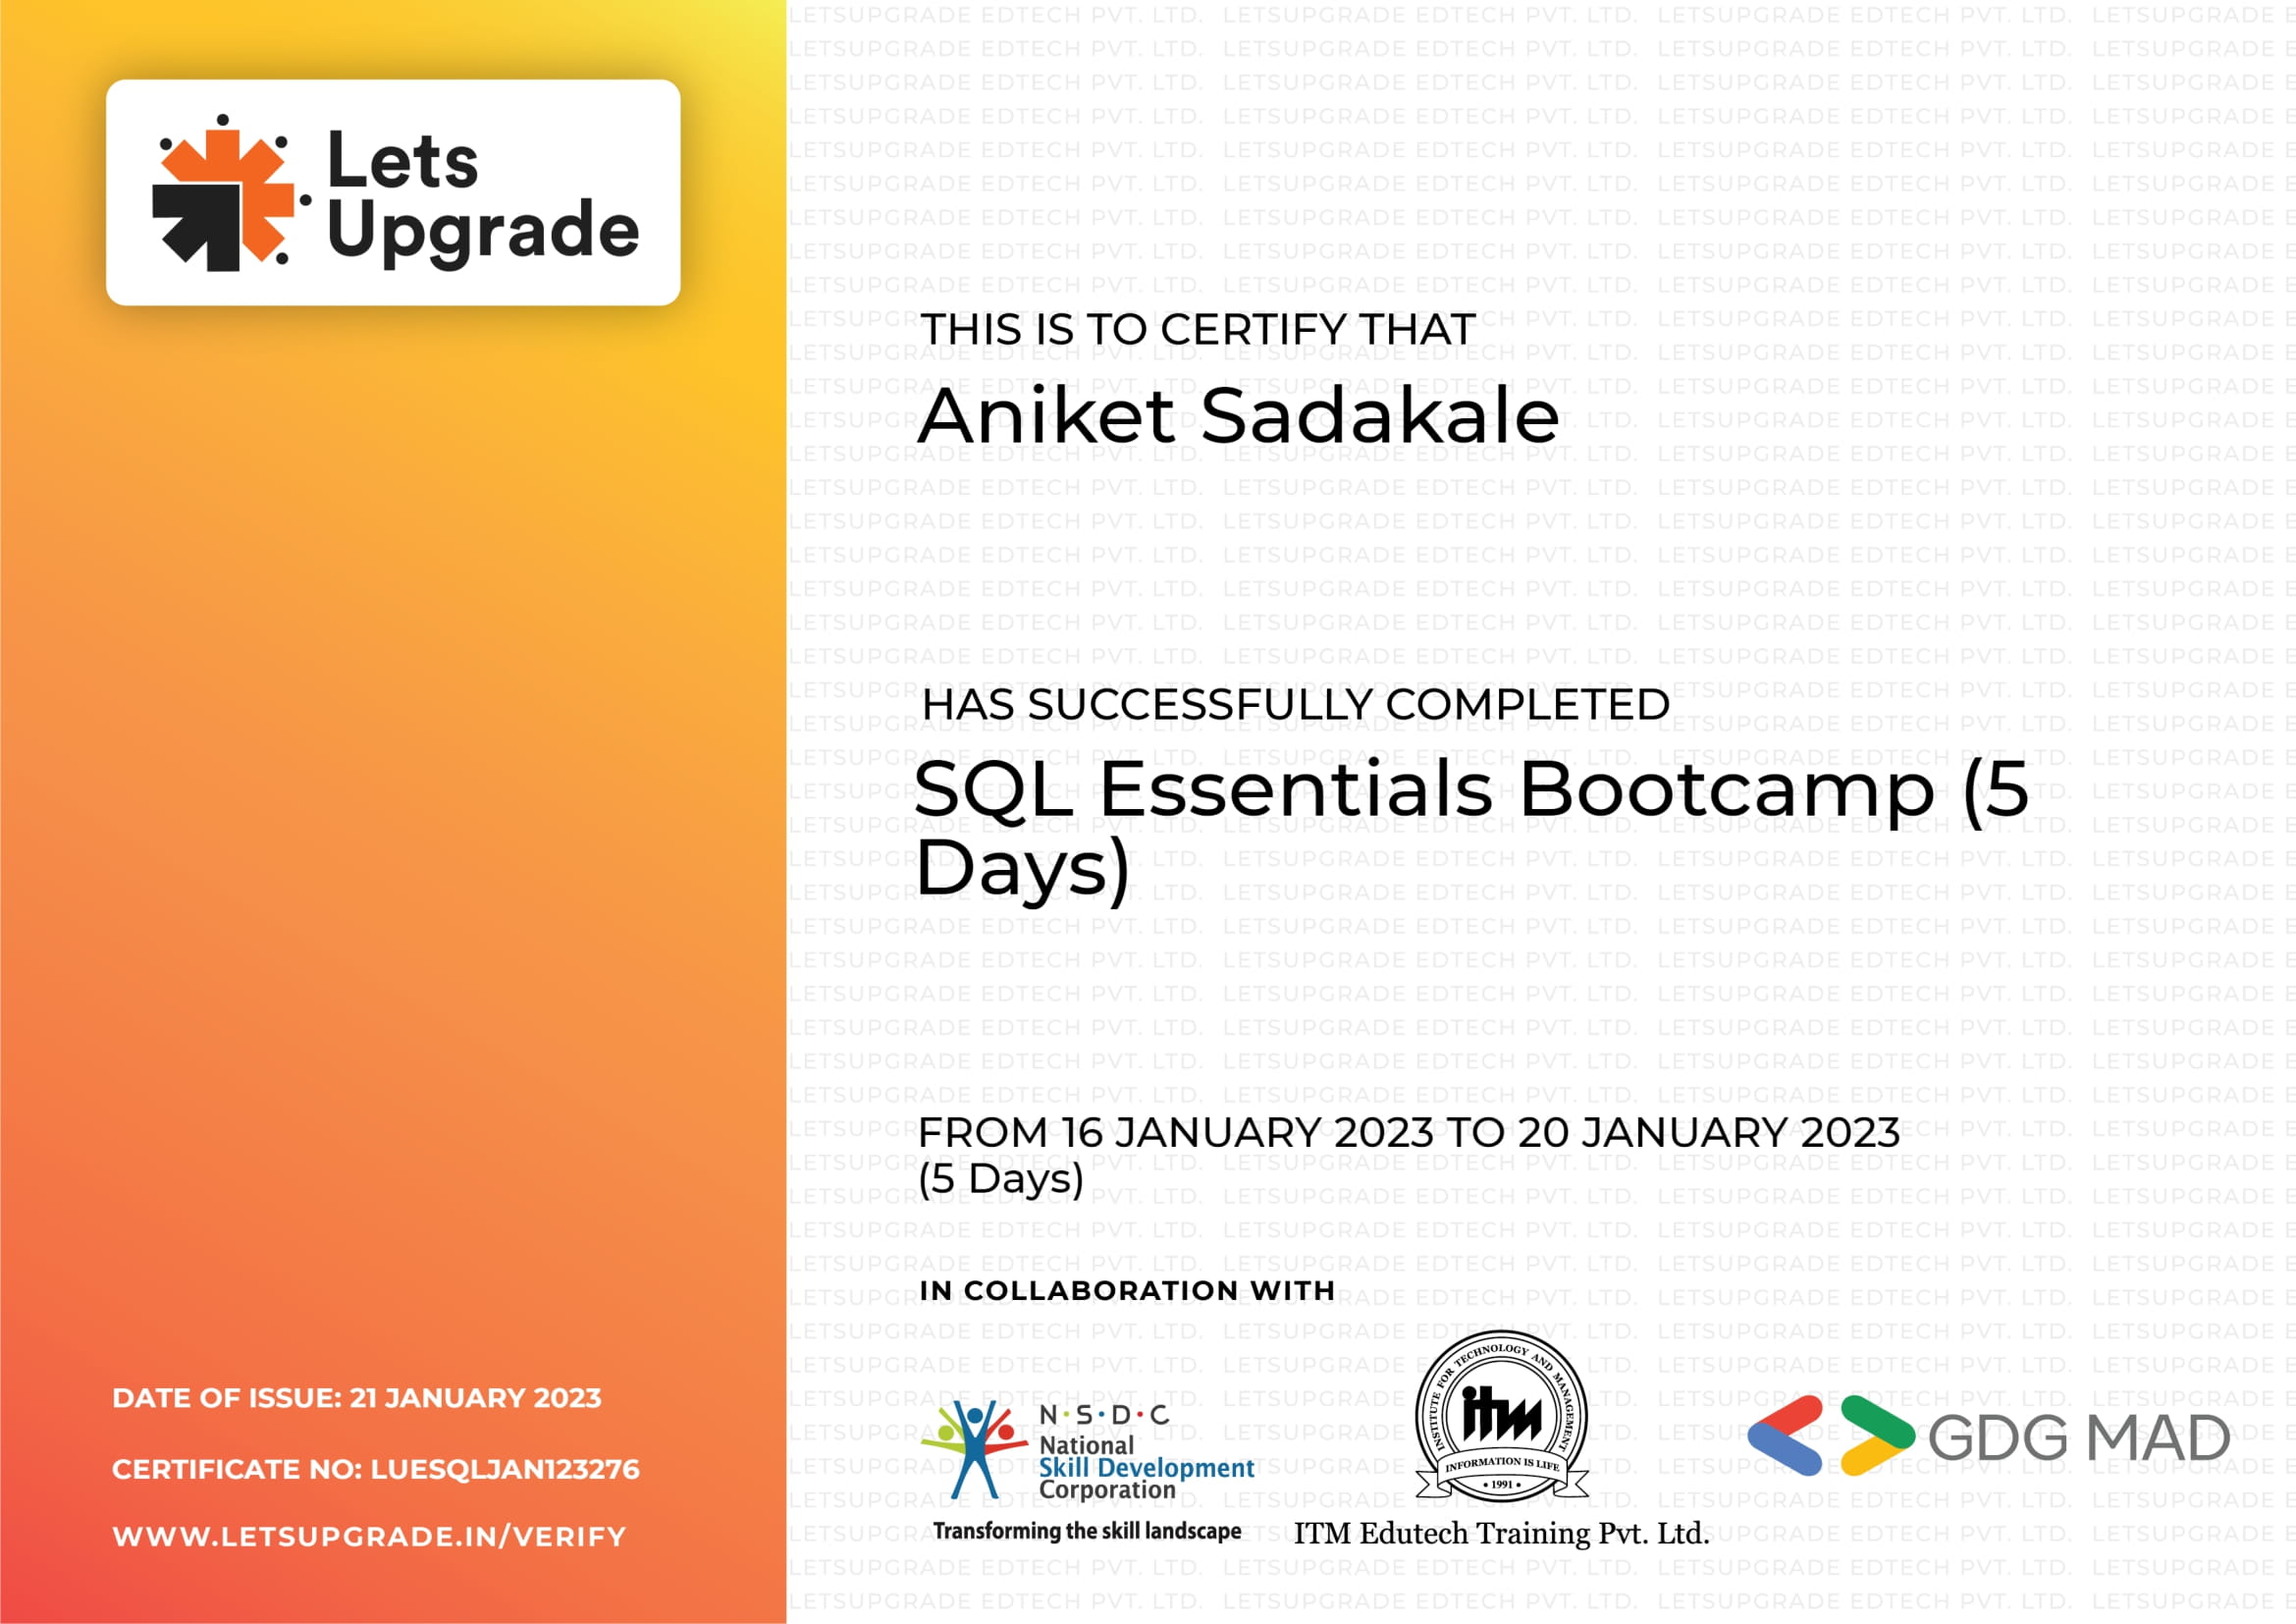 Lets
Upgrade
THIS IS TO CERTIFY THAT
Aniket Sadakale
HAS SUCCESSFULLY COMPLETED
SQL Essentials Bootcamp (5
Days)
FROM 16 JANUARY 2023 TO 20 JANUARY 2023
(5 Days)
IN COLLABORATION WITH
N·S·D·C
National
Skill Development
Corporation
Transforming the skill landscape
INSTITUTE FOR TECHNOLOGY AND MANAGEMENT
itm
INFORMATION IS LIFE
• 1991 •
ITM Edutech Training Pvt. Ltd.
GDG MAD
DATE OF ISSUE: 21 JANUARY 2023
CERTIFICATE NO: LUESQLJAN123276
WWW.LETSUPGRADE.IN/VERIFY
LETSUPGRADE EDTECH PVT. LTD.